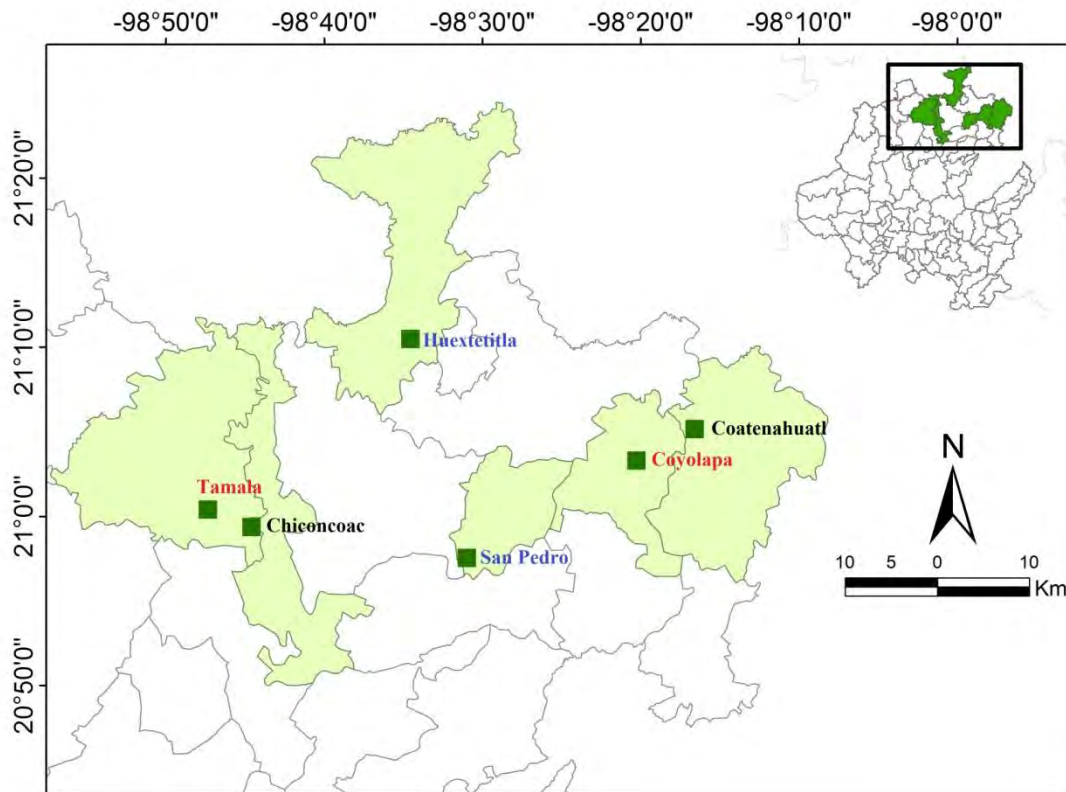 -98°50'0" -98°40'0" -98°30'0" -98°20'0" -98°10'0" -98°0'0"
21°20'0"
21°10'0"
21°0'0"
20°50'0"
Huextetitla
Coatenahuatl
Coyolapa
Tamala
Chiconcoac
San Pedro
N
10 5 0 10
Km